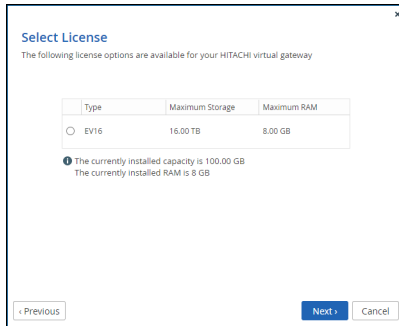 Select License
The following license options are available for your HITACHI virtual gateway
Type Maximum Storage Maximum RAM
EV16 16.00 TB 8.00 GB
The currently installed capacity is 100.00 GB
The currently installed RAM is 8 GB
‹ Previous Next › Cancel